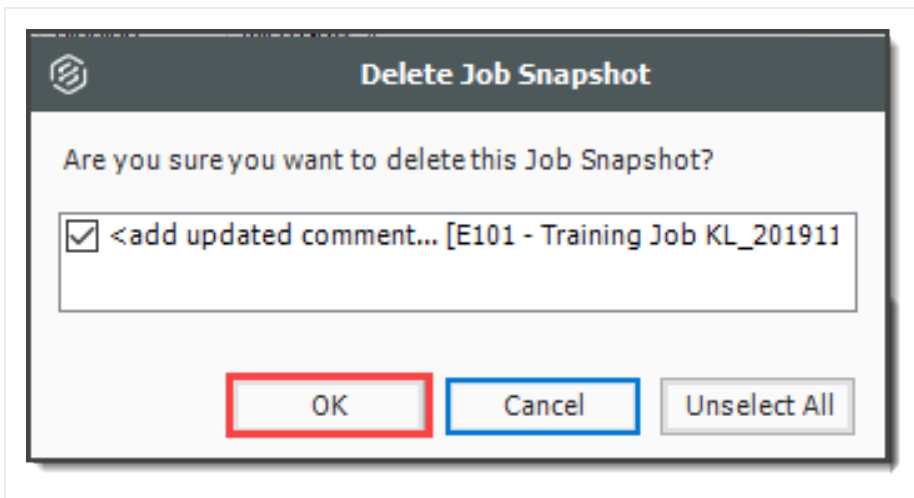 Delete Job Snapshot
Are you sure you want to delete this Job Snapshot?
<add updated comment... [E101 - Training Job KL_201911
OK Cancel Unselect All